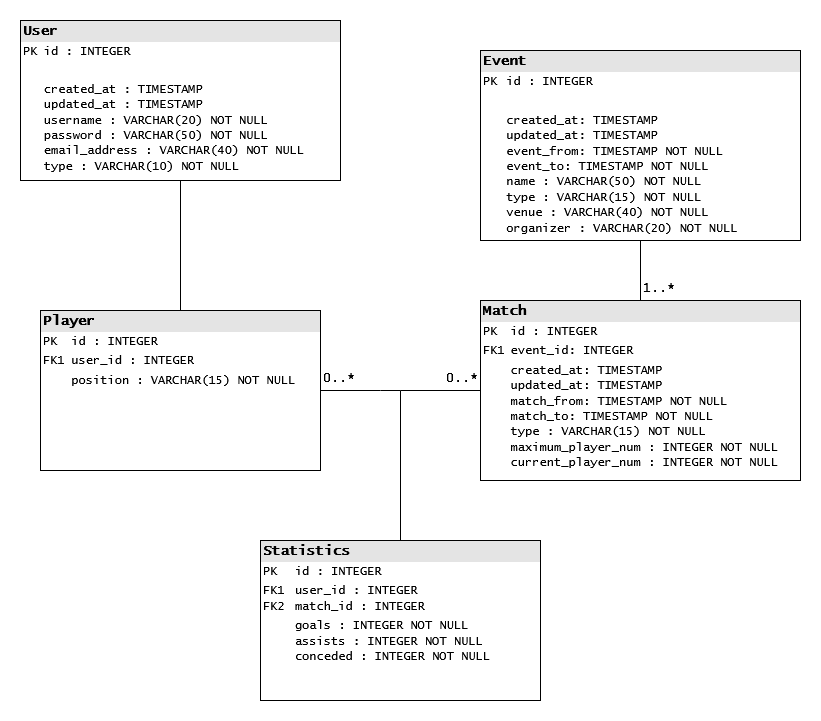 User
PK id : INTEGER
created_at : TIMESTAMP
updated_at : TIMESTAMP
username : VARCHAR(20) NOT NULL
password : VARCHAR(50) NOT NULL
email_address : VARCHAR(40) NOT NULL
type : VARCHAR(10) NOT NULL
Event
PK id : INTEGER
created_at: TIMESTAMP
updated_at: TIMESTAMP
event_from: TIMESTAMP NOT NULL
event_to: TIMESTAMP NOT NULL
name : VARCHAR(50) NOT NULL
type : VARCHAR(15) NOT NULL
venue : VARCHAR(40) NOT NULL
organizer : VARCHAR(20) NOT NULL
1..*
Player
PK id : INTEGER
FK1 user_id : INTEGER
position : VARCHAR(15) NOT NULL
0..*
0..*
Match
PK id : INTEGER
FK1 event_id: INTEGER
created_at: TIMESTAMP
updated_at: TIMESTAMP
match_from: TIMESTAMP NOT NULL
match_to: TIMESTAMP NOT NULL
type : VARCHAR(15) NOT NULL
maximum_player_num : INTEGER NOT NULL
current_player_num : INTEGER NOT NULL
Statistics
PK id : INTEGER
FK1 user_id : INTEGER
FK2 match_id : INTEGER
goals : INTEGER NOT NULL
assists : INTEGER NOT NULL
conceded : INTEGER NOT NULL